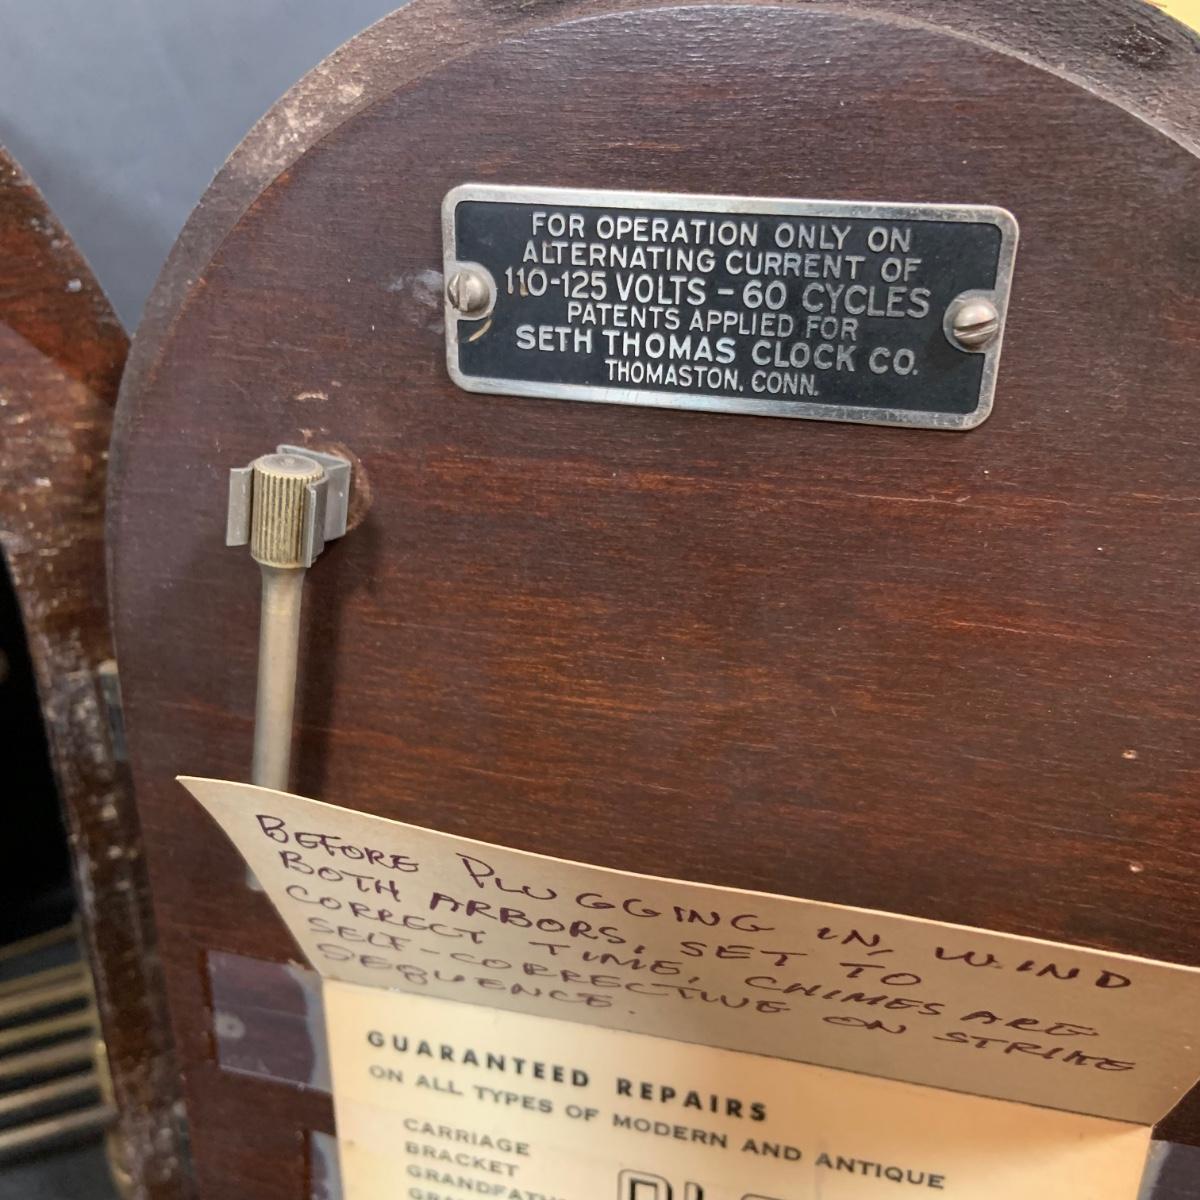 FOR OPERATION ONLY ON
ALTERNATING CURRENT OF
110-125 VOLTS - 60 CYCLES
PATENTS APPLIED FOR
SETH THOMAS CLOCK CO.
THOMASTON, CONN.
BEFORE PLUGGING IN, WIND
BOTH ARBORS, SET TO
CORRECT TIME, CHIMES ARE
SELF-CORRECTIVE ON STRIKE
SEQUENCE.
GUARANTEED REPAIRS
ON ALL TYPES OF MODERN AND ANTIQUE
CARRIAGE
BRACKET